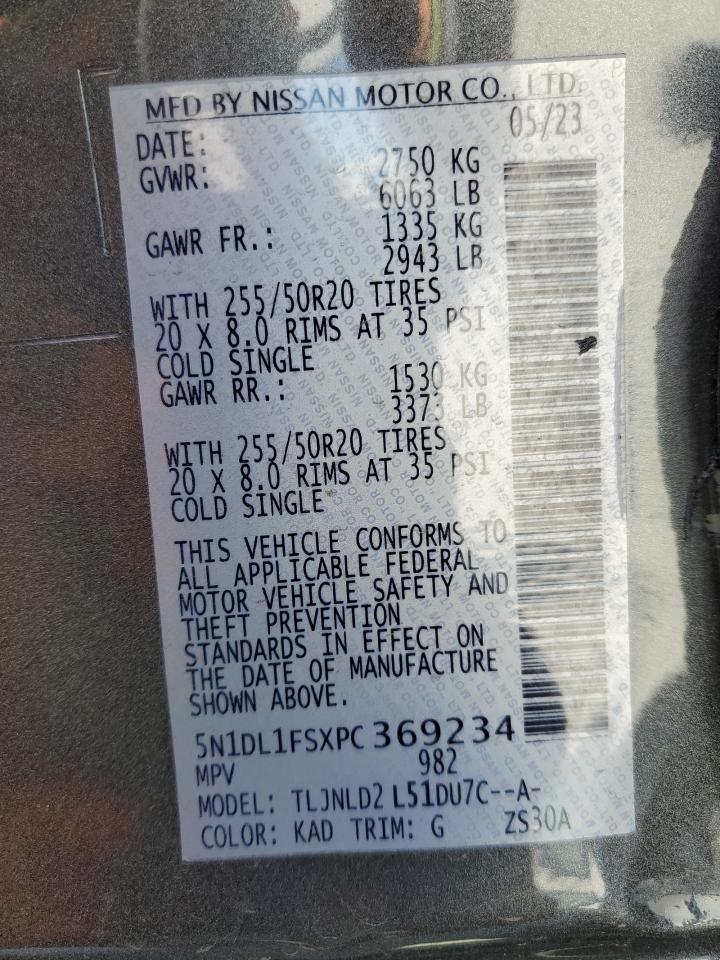 MFD BY NISSAN MOTOR CO., LTD.
DATE: 05/23
GVWR: 2750 KG
6063 LB
GAWR FR.: 1335 KG
2943 LB
WITH 255/50R20 TIRES
20 X 8.0 RIMS AT 35 PSI
COLD SINGLE
GAWR RR.: 1530 KG
3373 LB
WITH 255/50R20 TIRES
20 X 8.0 RIMS AT 35 PSI
COLD SINGLE
THIS VEHICLE CONFORMS TO
ALL APPLICABLE FEDERAL
MOTOR VEHICLE SAFETY AND
THEFT PREVENTION
STANDARDS IN EFFECT ON
THE DATE OF MANUFACTURE
SHOWN ABOVE.
5N1DL1FSXPC369234
MPV 982
MODEL: TLJNLD2 L51DU7C--A-
COLOR: KAD TRIM: G ZS30A